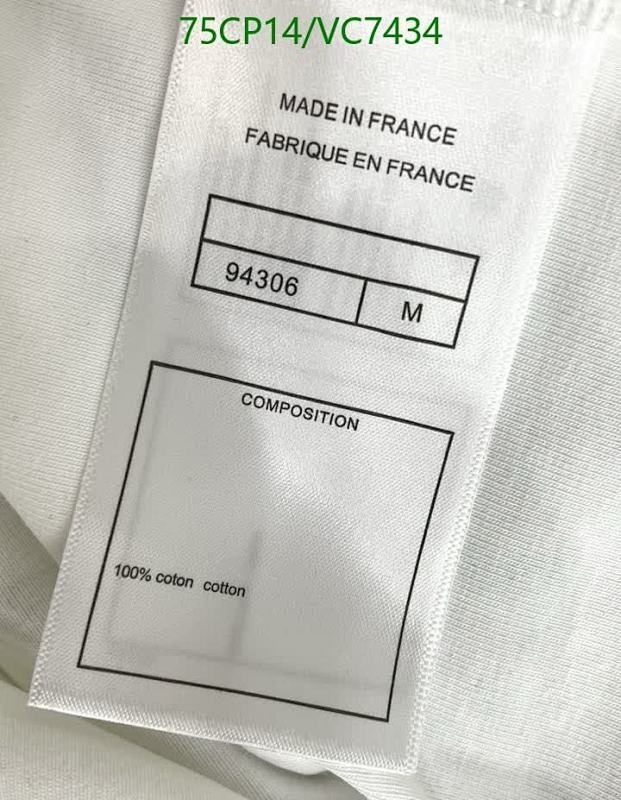 75CP14/VC7434
MADE IN FRANCE
FABRIQUE EN FRANCE
94306
M
COMPOSITION
100% coton cotton